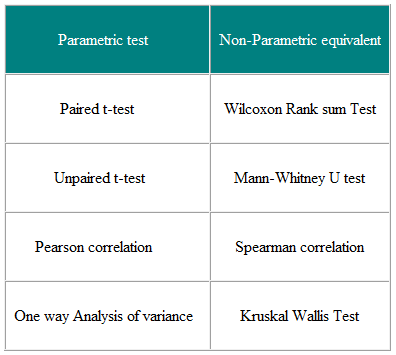 Parametric test Non-Parametric equivalent
Paired t-test Wilcoxon Rank sum Test
Unpaired t-test Mann-Whitney U test
Pearson correlation Spearman correlation
One way Analysis of variance Kruskal Wallis Test